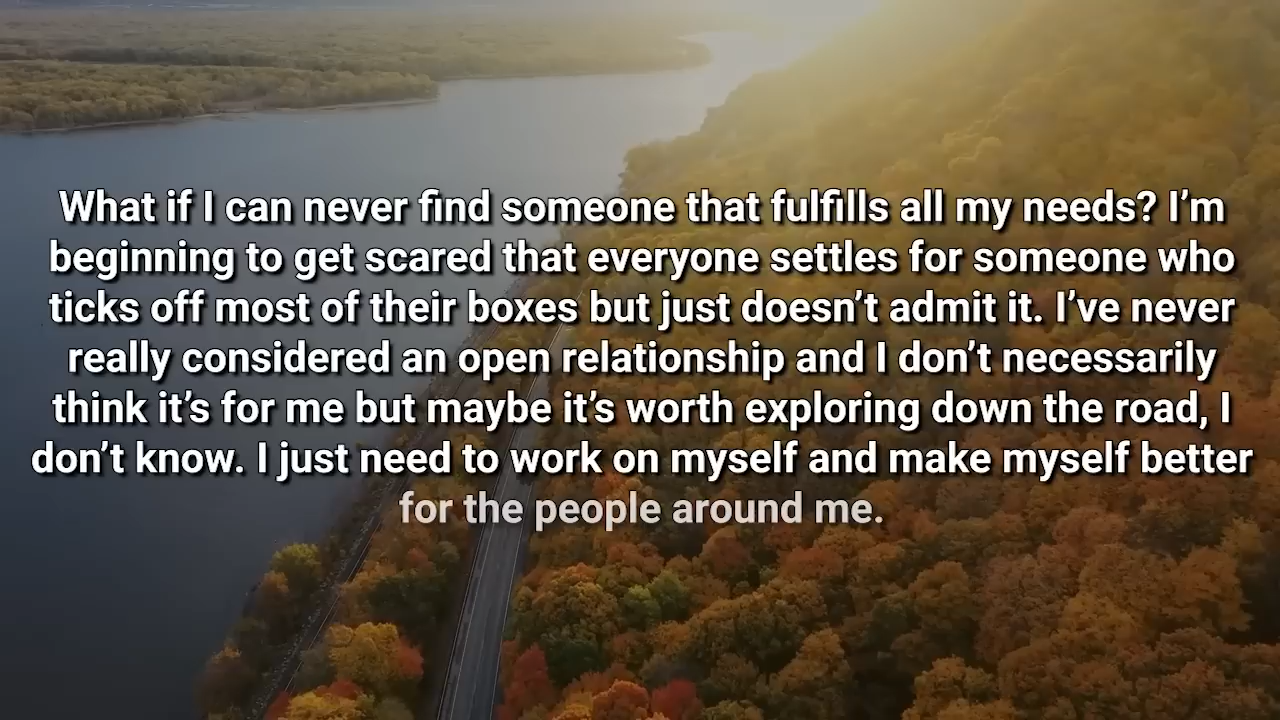 What if I can never find someone that fulfills all my needs? I’m
beginning to get scared that everyone settles for someone who
ticks off most of their boxes but just doesn’t admit it. I’ve never
really considered an open relationship and I don’t necessarily
think it’s for me but maybe it’s worth exploring down the road, I
don’t know. I just need to work on myself and make myself better
for the people around me.